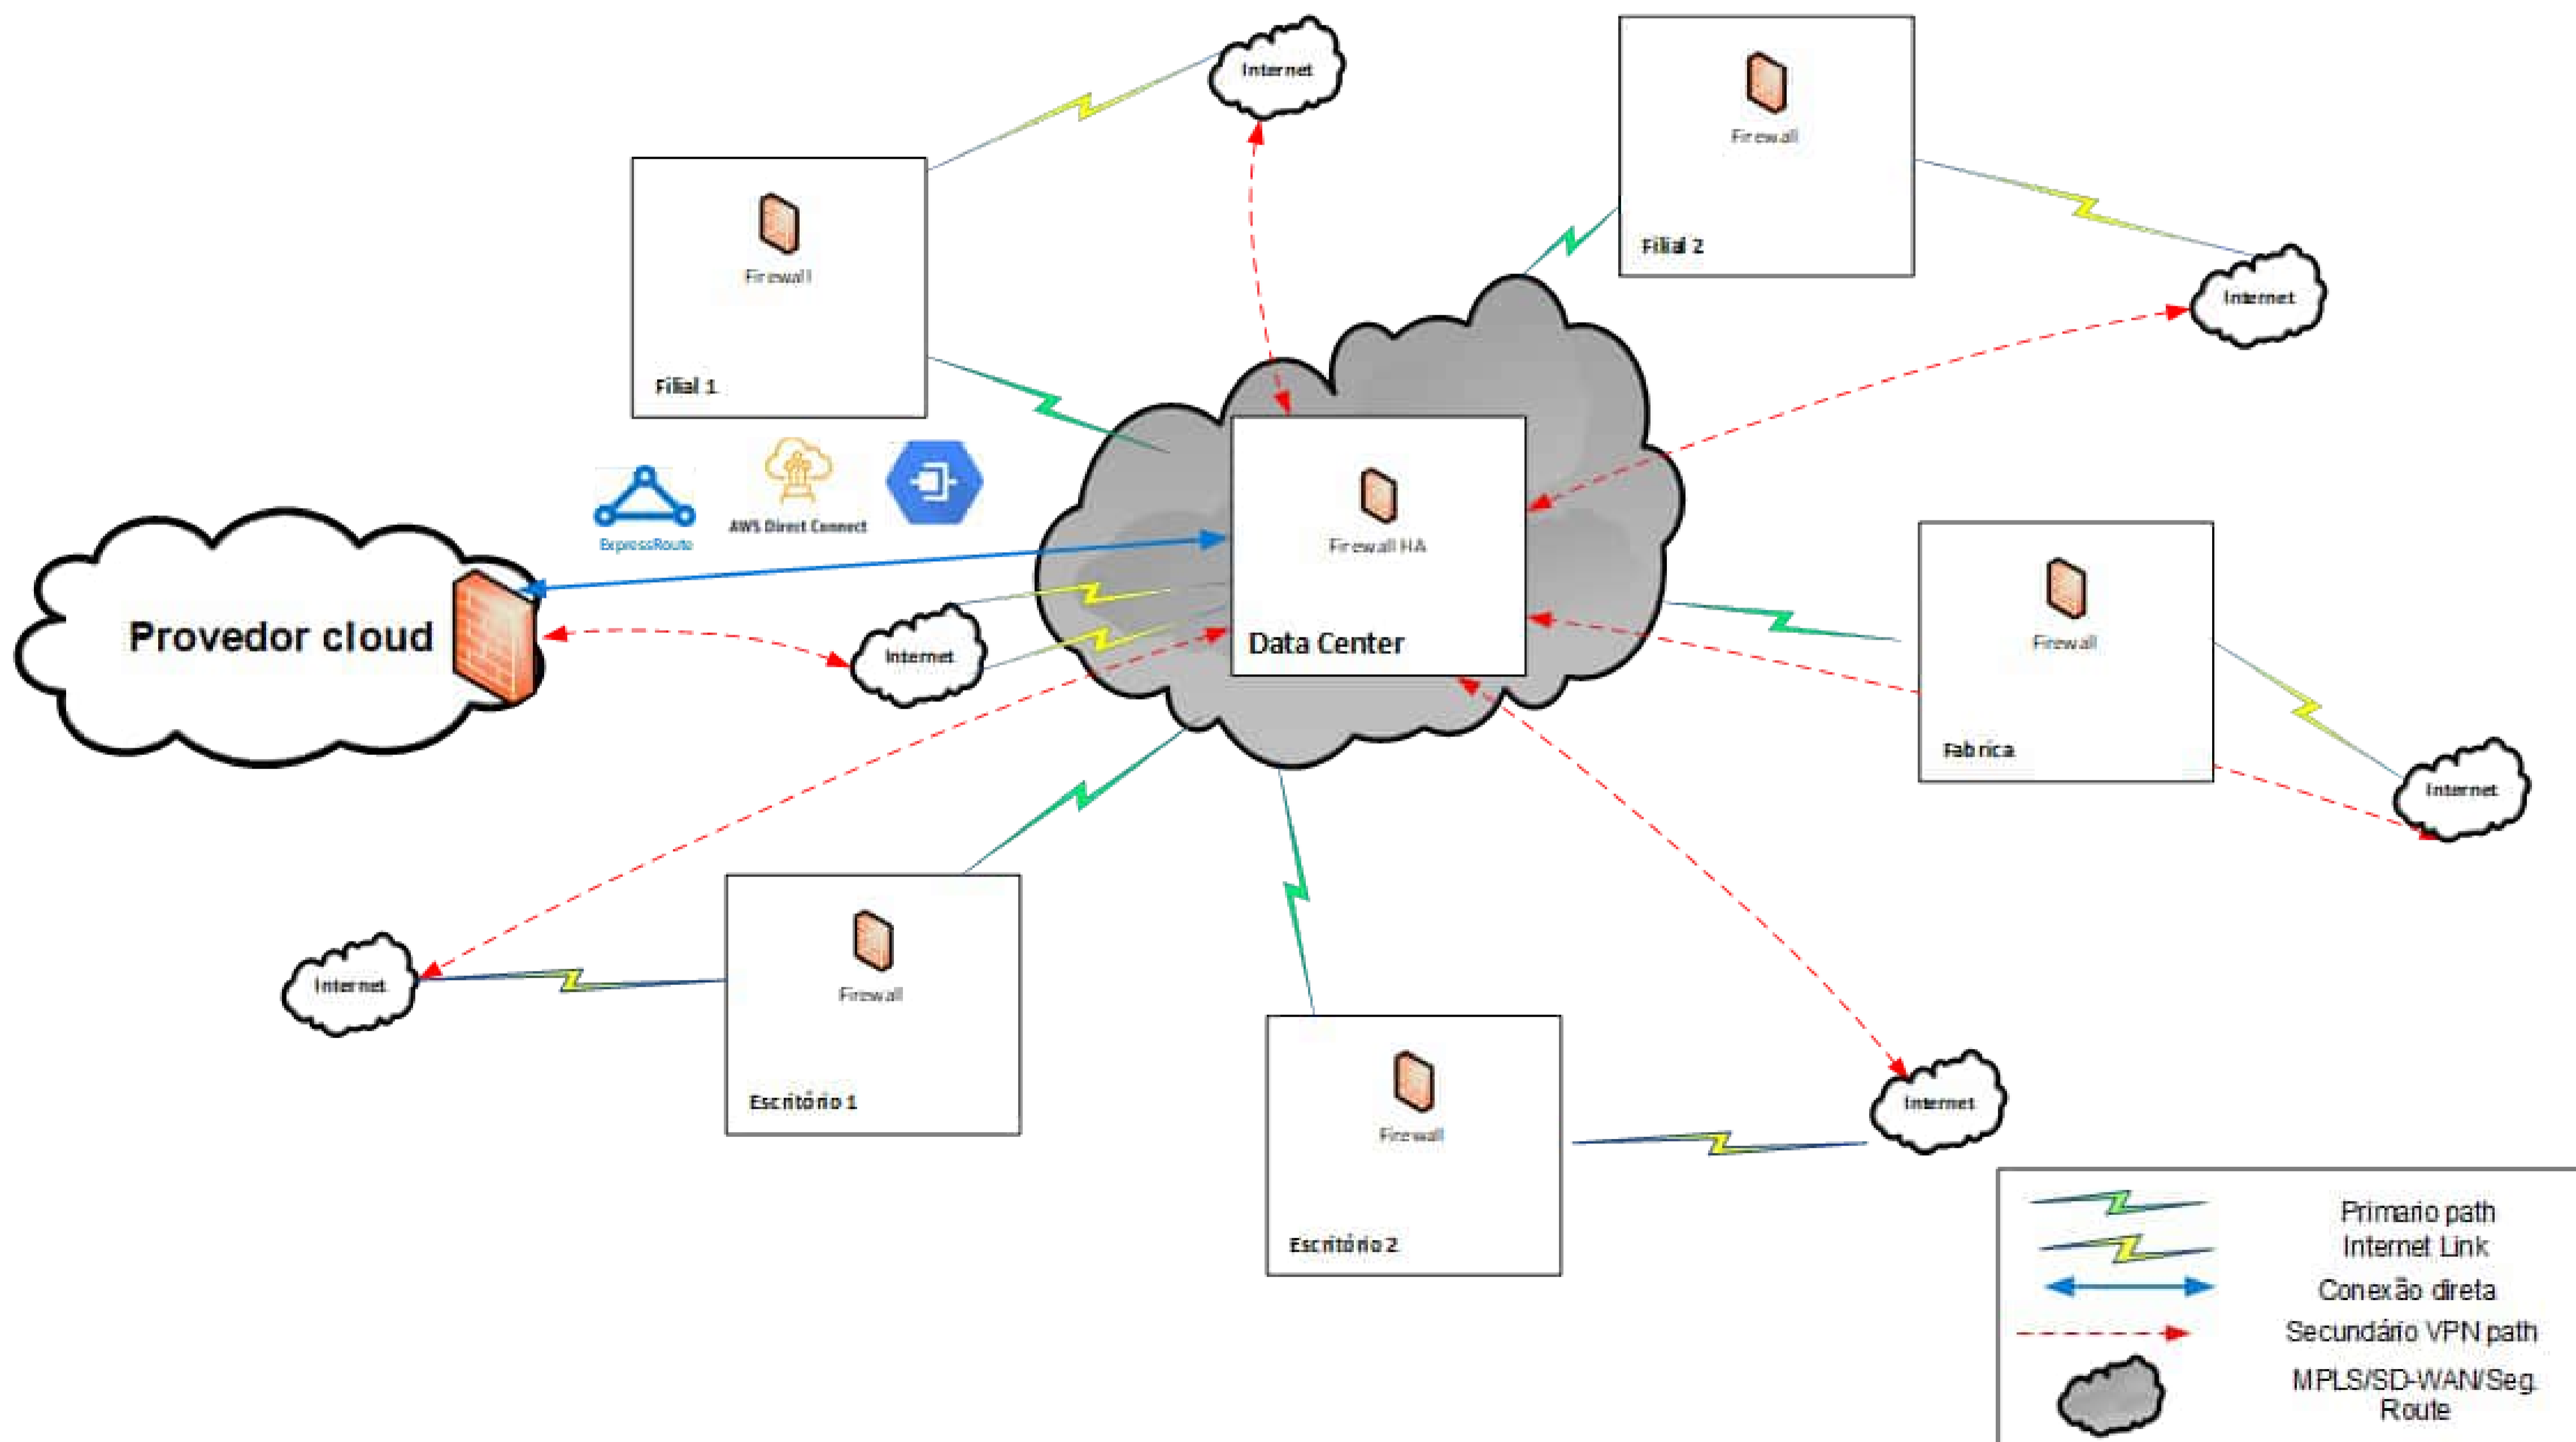 Internet
Firewall
Filial 2
Firewall
Filial 1
Internet
ExpressRoute
AWS Direct Connect
Firewall HA
Data Center
Provedor cloud
Internet
Firewall
Fabrica
Internet
Internet
Firewall
Escritório 1
Firewall
Escritório 2
Internet
Primario path
Internet Link
Conexão direta
Secundário VPN path
MPLS/SD-WAN/Seg.
Route